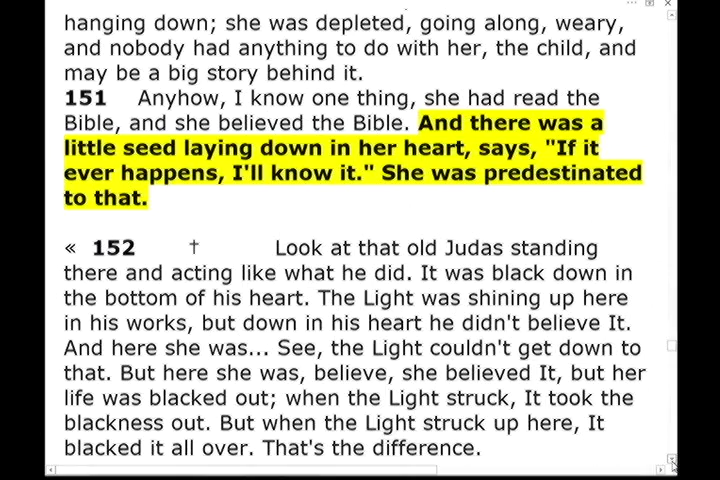 hanging down; she was depleted, going along, weary,
and nobody had anything to do with her, the child, and
may be a big story behind it.
151 Anyhow, I know one thing, she had read the
Bible, and she believed the Bible. And there was a
little seed laying down in her heart, says, "If it
ever happens, I'll know it." She was predestinated
to that.
« 152 † Look at that old Judas standing
there and acting like what he did. It was black down in
the bottom of his heart. The Light was shining up here
in his works, but down in his heart he didn't believe It.
And here she was... See, the Light couldn't get down to
that. But here she was, believe, she believed It, but her
life was blacked out; when the Light struck, It took the
blackness out. But when the Light struck up here, It
blacked it all over. That's the difference.